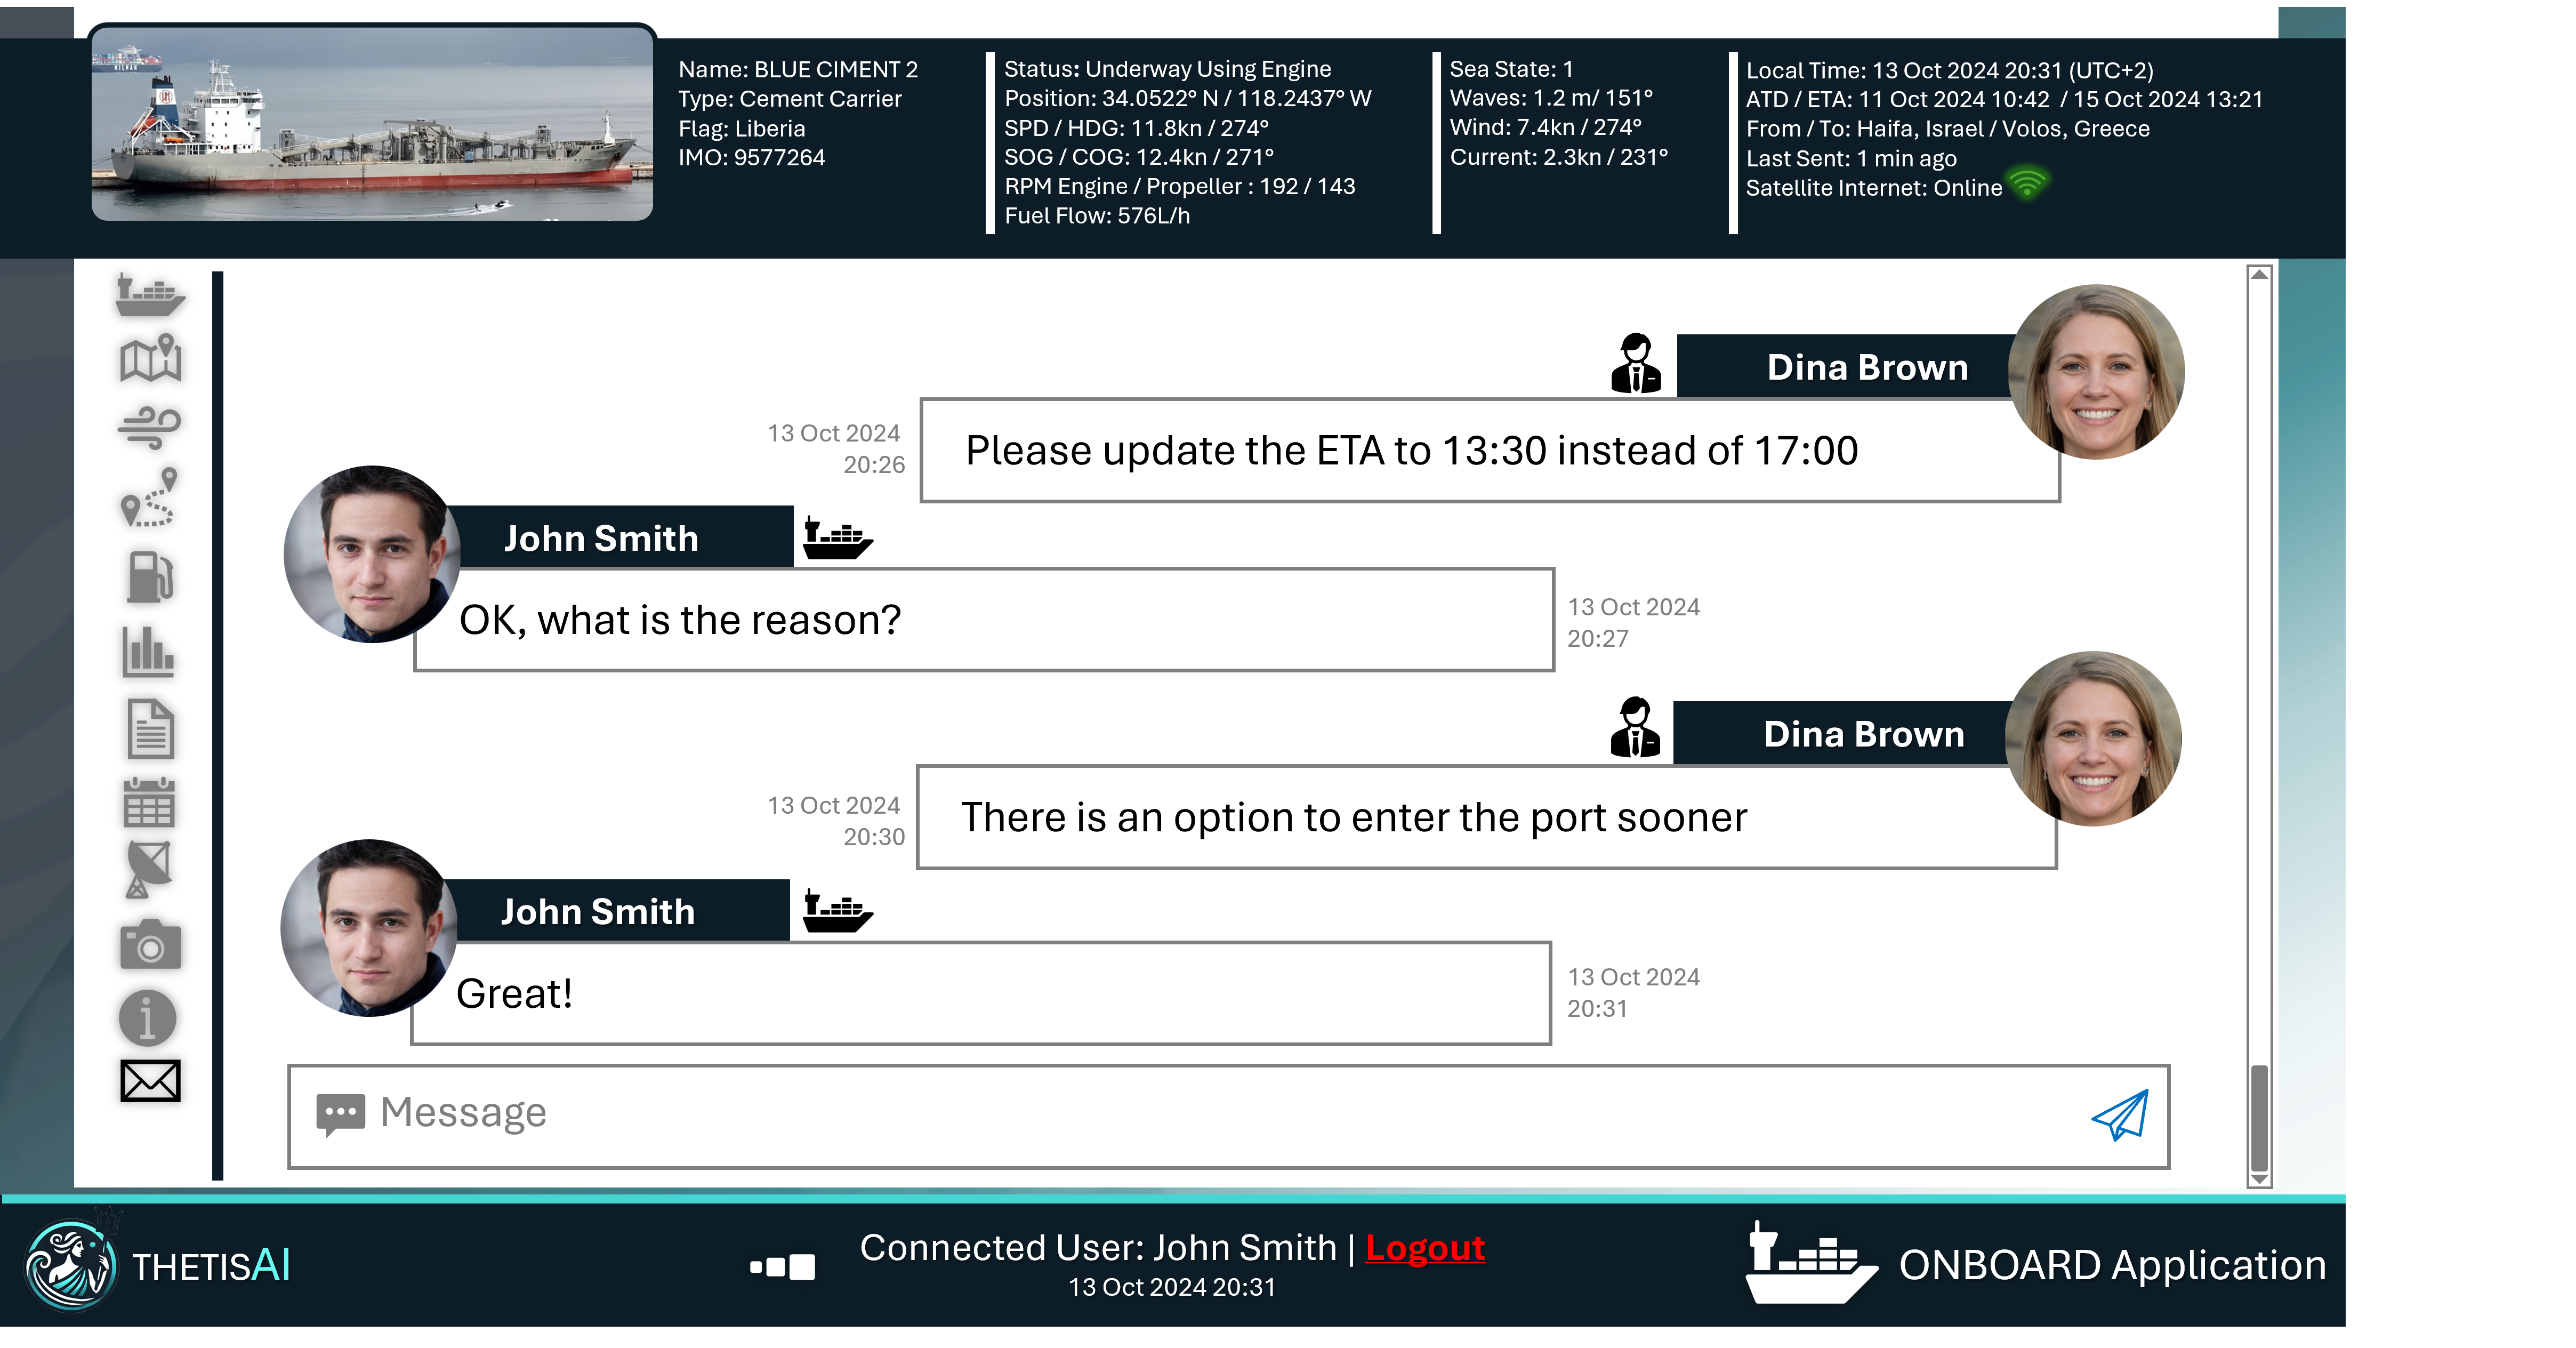 Name: BLUE CIMENT 2
Type: Cement Carrier
Flag: Liberia
IMO: 9577264
Status: Underway Using Engine
Position: 34.0522° N / 118.2437° W
SPD / HDG: 11.8kn / 274°
SOG / COG: 12.4kn / 271°
RPM Engine / Propeller : 192 / 143
Fuel Flow: 576L/h
Sea State: 1
Waves: 1.2 m/ 151°
Wind: 7.4kn / 274°
Current: 2.3kn / 231°
Local Time: 13 Oct 2024 20:31 (UTC+2)
ATD / ETA: 11 Oct 2024 10:42 / 15 Oct 2024 13:21
From / To: Haifa, Israel / Volos, Greece
Last Sent: 1 min ago
Satellite Internet: Online
Dina Brown
13 Oct 2024
20:26
Please update the ETA to 13:30 instead of 17:00
John Smith
OK, what is the reason?
13 Oct 2024
20:27
Dina Brown
13 Oct 2024
20:30
There is an option to enter the port sooner
John Smith
Great!
13 Oct 2024
20:31
Message
THETISAI
Connected User: John Smith | Logout
13 Oct 2024 20:31
ONBOARD Application